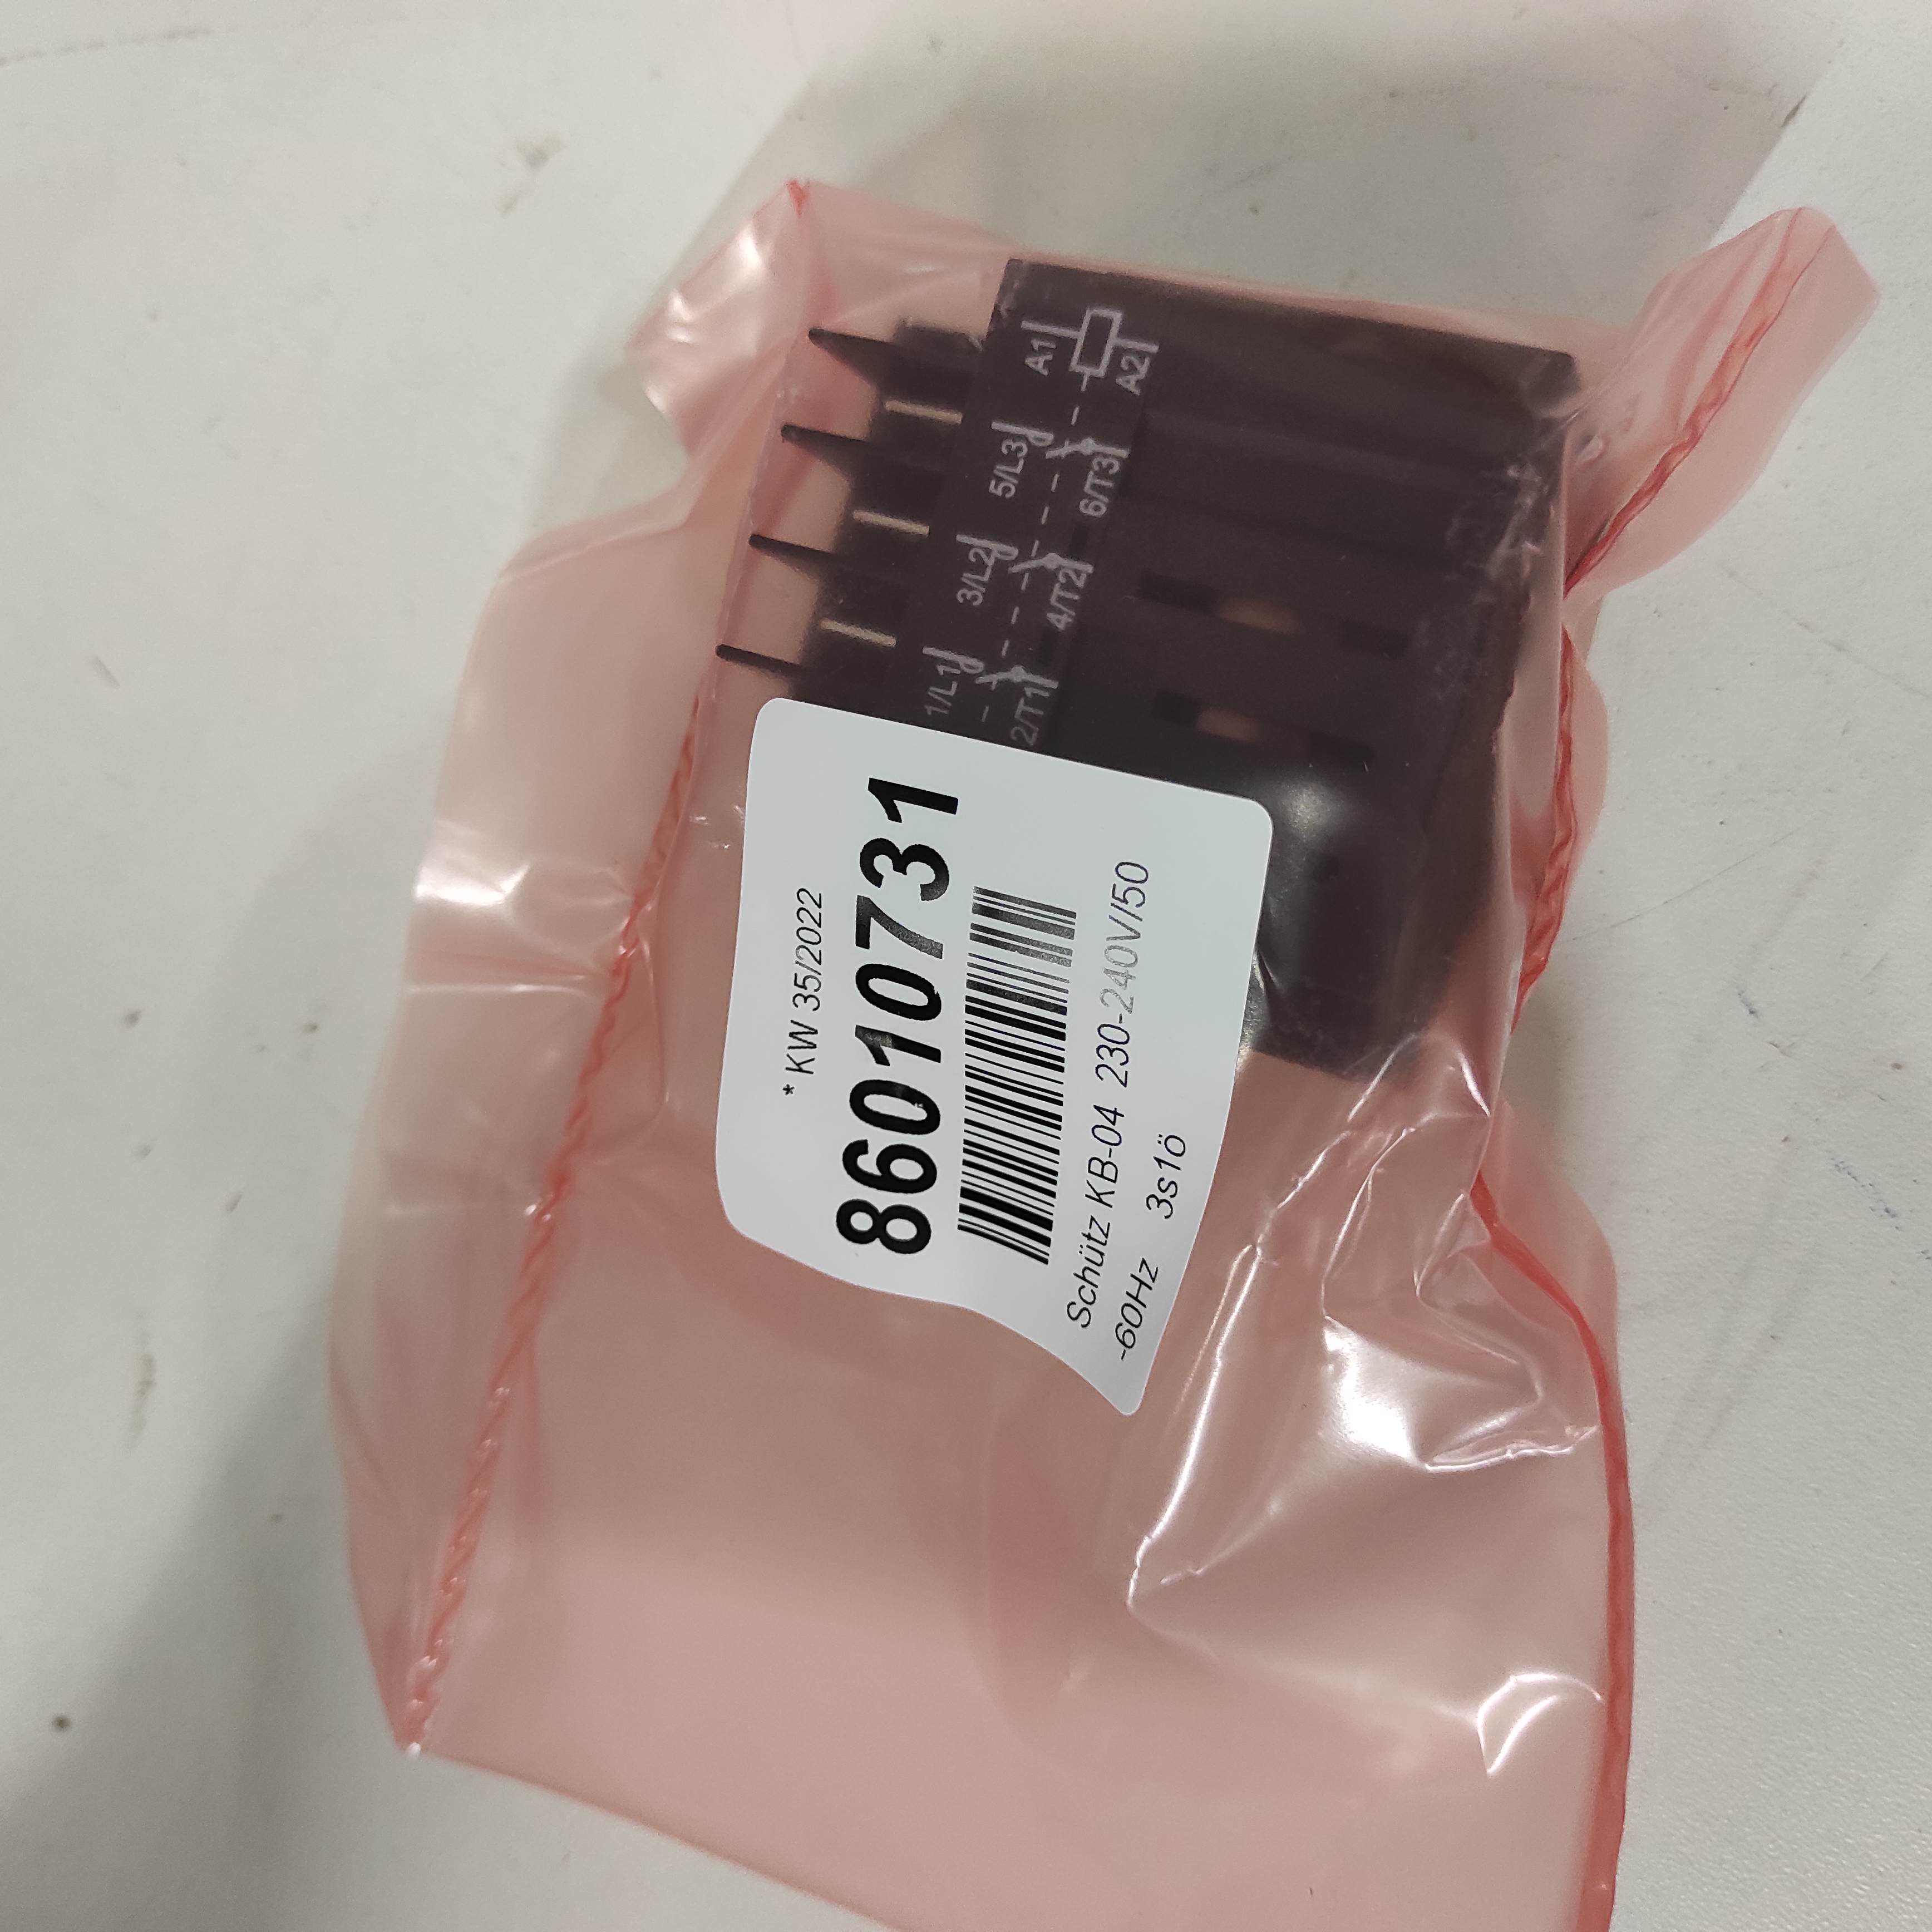 A1
A2
5/L3
6/T3
3/L2
4/T2
1/L1
2/T1
* KW 35/2022
86010731
Schütz KB-04 230-240V/50
-60Hz 3s1ö